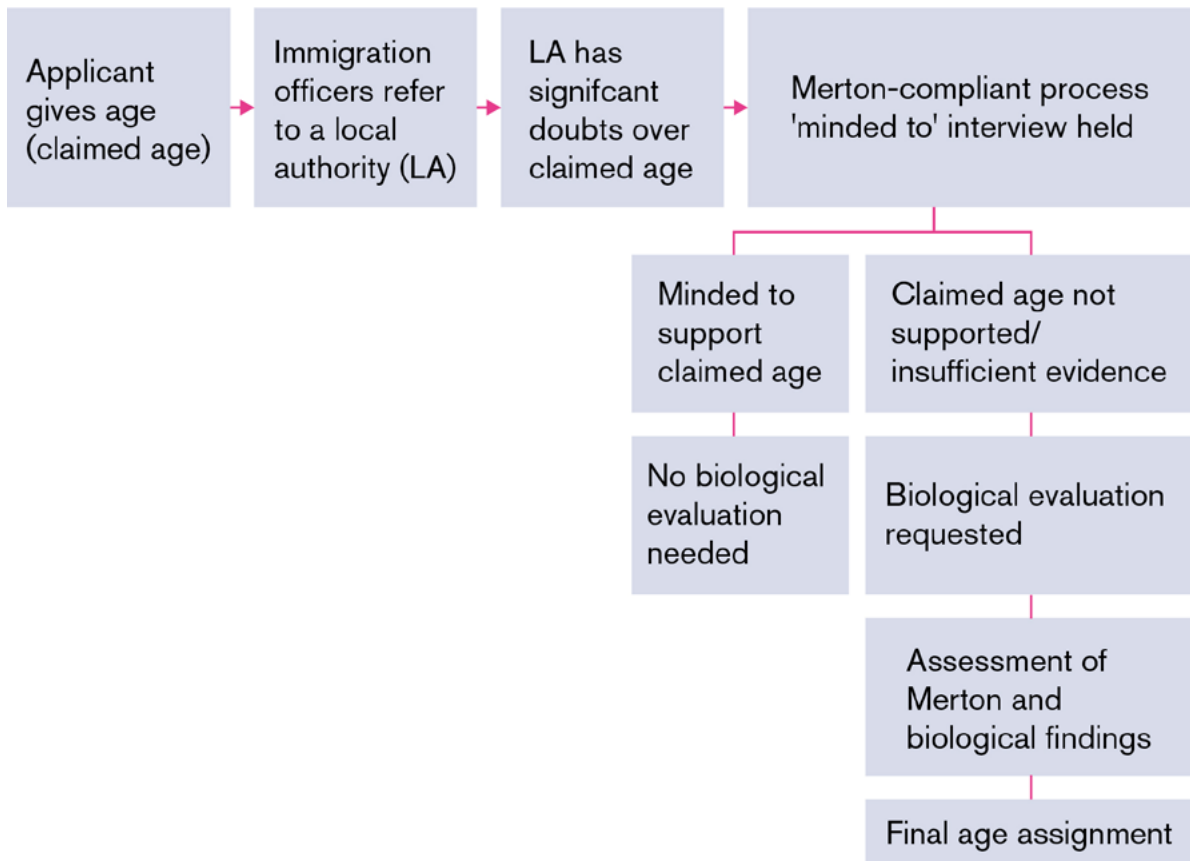 Applicant
gives age
(claimed age)
Immigration
officers refer
to a local
authority (LA)
LA has
signifcant
doubts over
claimed age
Merton-compliant process
'minded to' interview held
Minded to
support
claimed age
Claimed age not
supported/
insufficient evidence
No biological
evaluation
needed
Biological evaluation
requested
Assessment of
Merton and
biological findings
Final age assignment